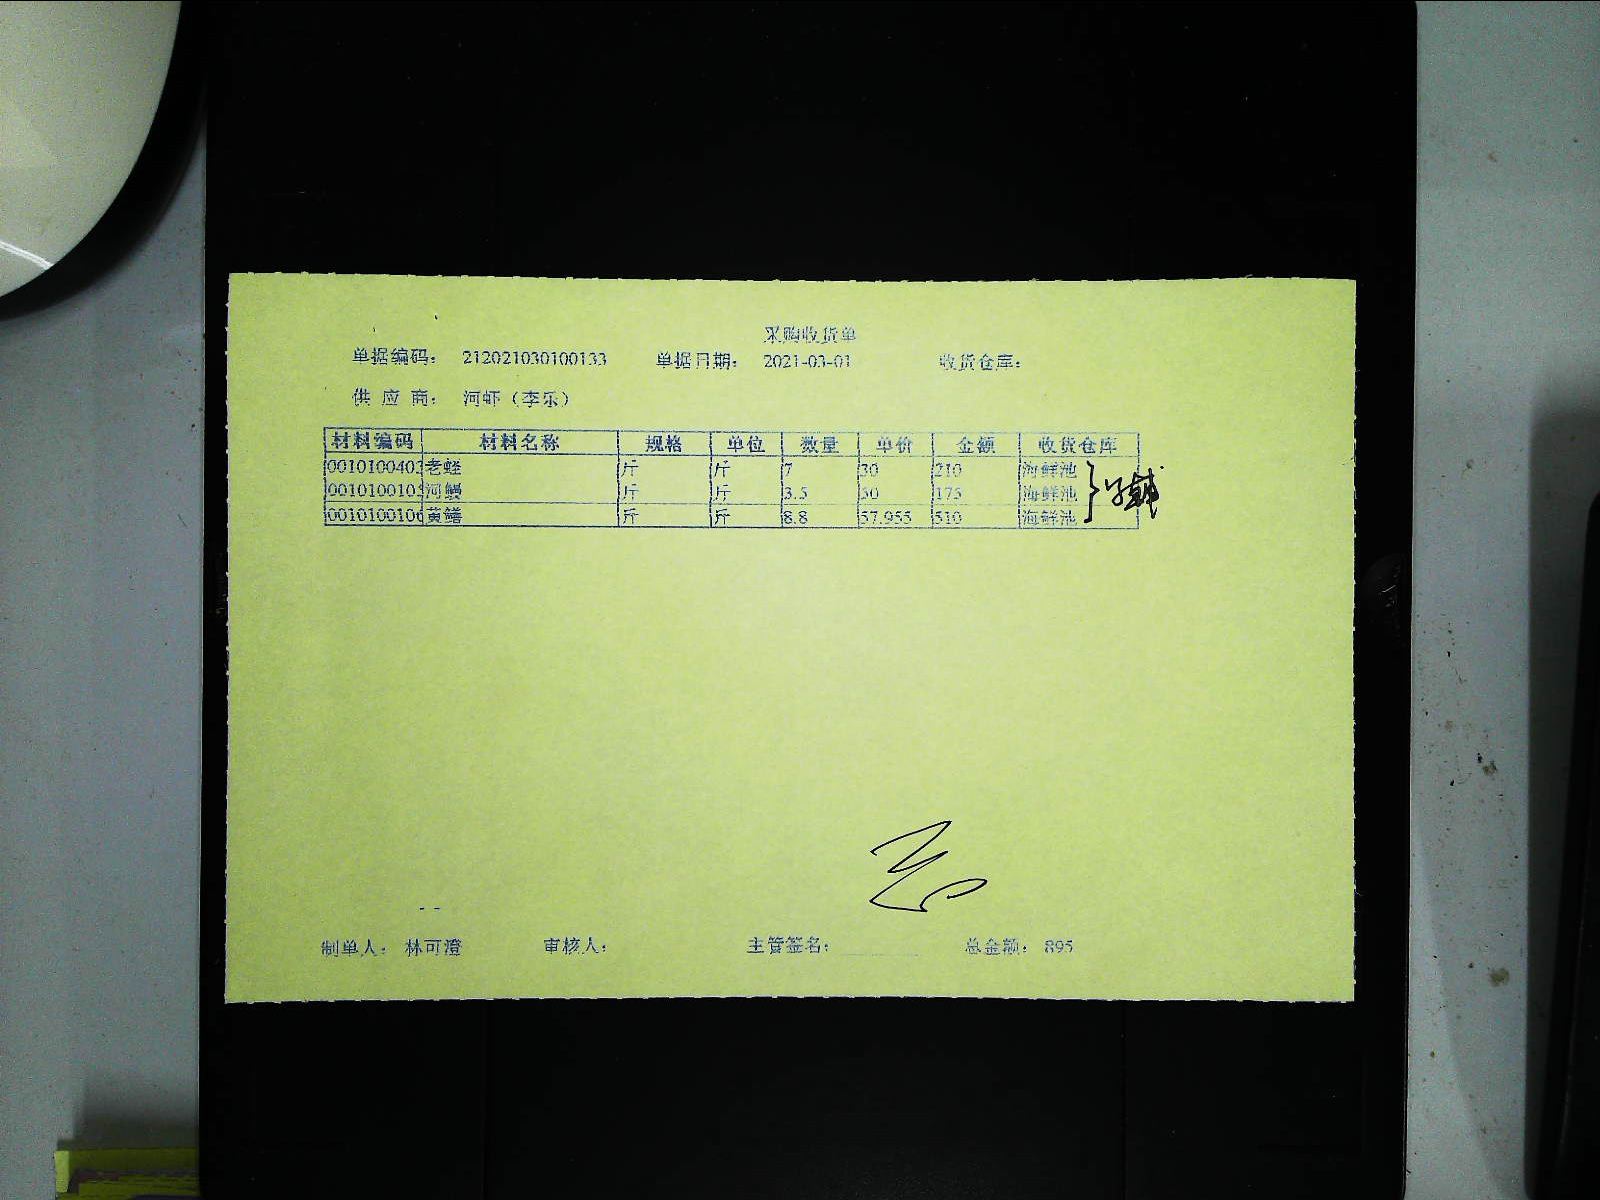 采购收货单
单据编码： 212021030100133 单据日期： 2021-03-01 收货仓库：
供 应 商： 河虾（李乐）
材料编码 材料名称 规格 单位 数量 单价 金额 收货仓库
0010100403 老蛏 斤 斤 7 30 210 海鲜池
0010100105 河鳗 斤 斤 3.5 50 175 海鲜池
0010100106 黄鳝 斤 斤 8.8 57.955 510 海鲜池
制单人： 林可澄 审核人： 主管签名： 总金额： 895